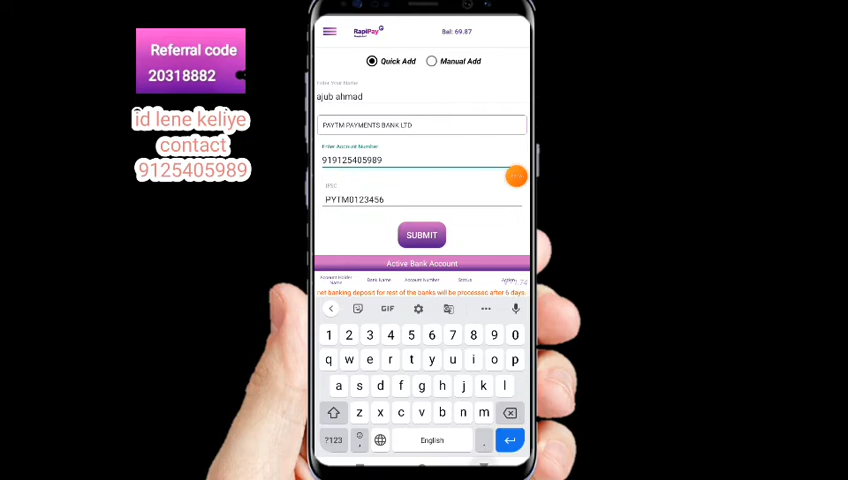 Referral code
20318882
id lene keliye
contact
9125405989
RapiPay
Bal: 69.87
Quick Add
Manual Add
Enter Your Name
ajub ahmad
PAYTM PAYMENTS BANK LTD
Enter Account Number
919125405989
IFSC
PYTM0123456
SUBMIT
Active Bank Account
Account Holder Name
Bank Name
Account Number
Status
Action
net banking deposit for rest of the banks will be processed after 6 days.
GIF
1 2 3 4 5 6 7 8 9 0
q w e r t y u i o p
a s d f g h j k l
z x c v b n m
?123 , English .